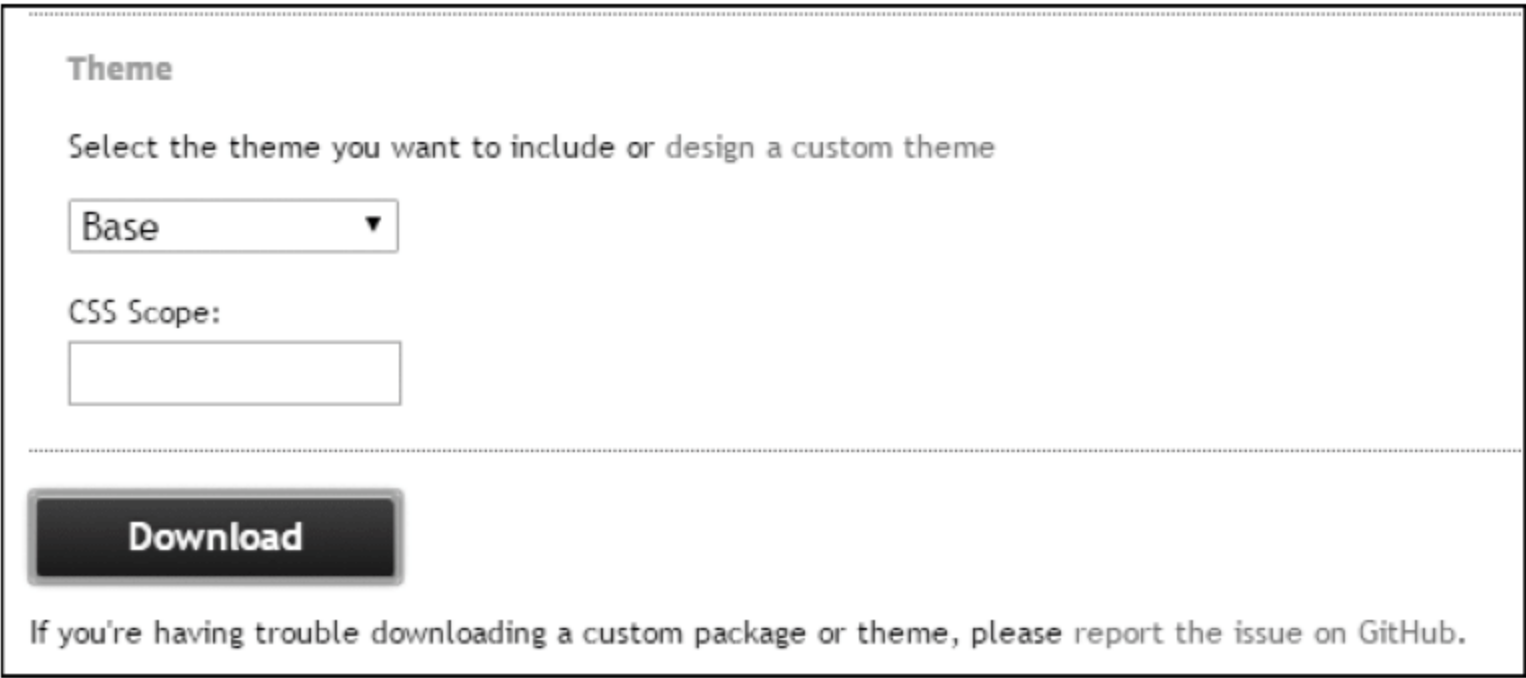 Theme
Select the theme you want to include or design a custom theme
Base
CSS Scope:
Download
If you're having trouble downloading a custom package or theme, please report the issue on GitHub.